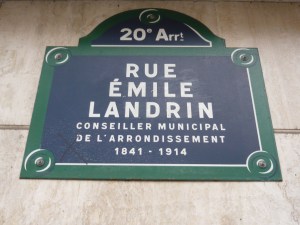 20e Arrt
RUE
ÉMILE
LANDRIN
CONSEILLER MUNICIPAL
DE L'ARRONDISSEMENT
1841 - 1914